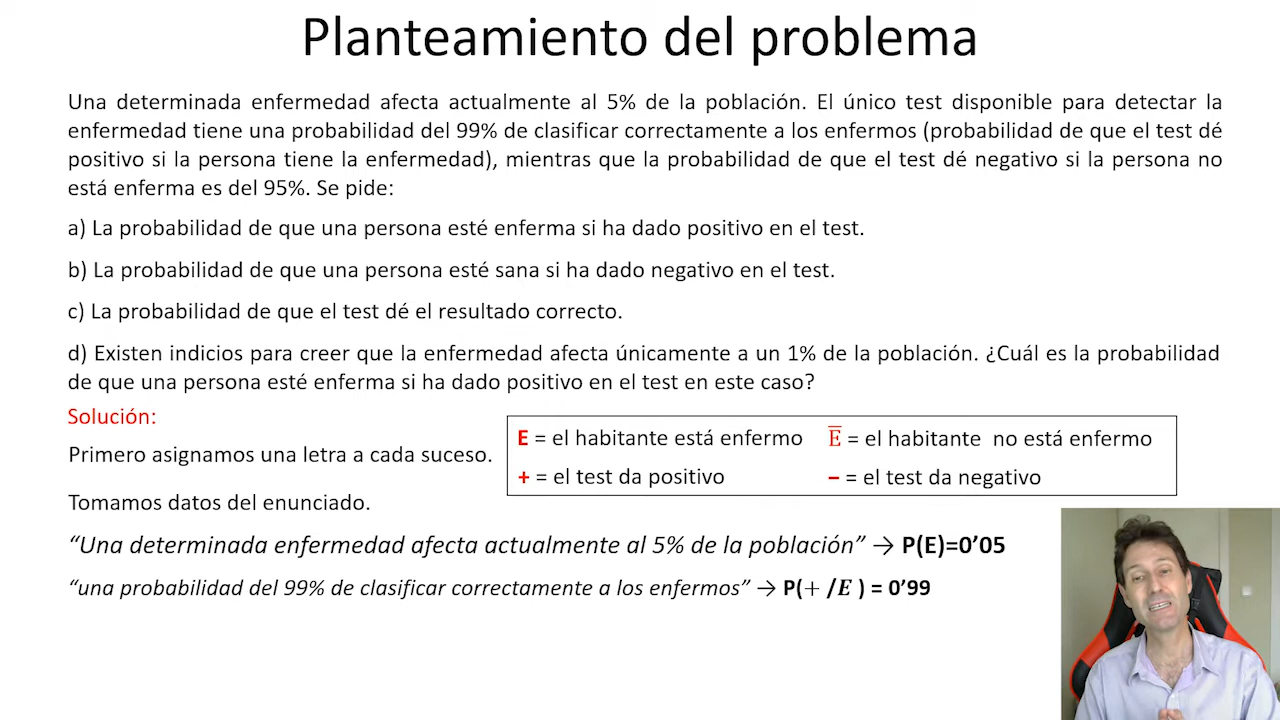 Planteamiento del problema
Una determinada enfermedad afecta actualmente al 5% de la población. El único test disponible para detectar la
enfermedad tiene una probabilidad del 99% de clasificar correctamente a los enfermos (probabilidad de que el test dé
positivo si la persona tiene la enfermedad), mientras que la probabilidad de que el test dé negativo si la persona no
está enferma es del 95%. Se pide:
a) La probabilidad de que una persona esté enferma si ha dado positivo en el test.
b) La probabilidad de que una persona esté sana si ha dado negativo en el test.
c) La probabilidad de que el test dé el resultado correcto.
d) Existen indicios para creer que la enfermedad afecta únicamente a un 1% de la población. ¿Cuál es la probabilidad
de que una persona esté enferma si ha dado positivo en el test en este caso?
Solución:
Primero asignamos una letra a cada suceso.
E = el habitante está enfermo
E̅ = el habitante no está enfermo
+ = el test da positivo
− = el test da negativo
Tomamos datos del enunciado.
“Una determinada enfermedad afecta actualmente al 5% de la población” → P(E)=0’05
“una probabilidad del 99% de clasificar correctamente a los enfermos” → P(+ /E ) = 0’99